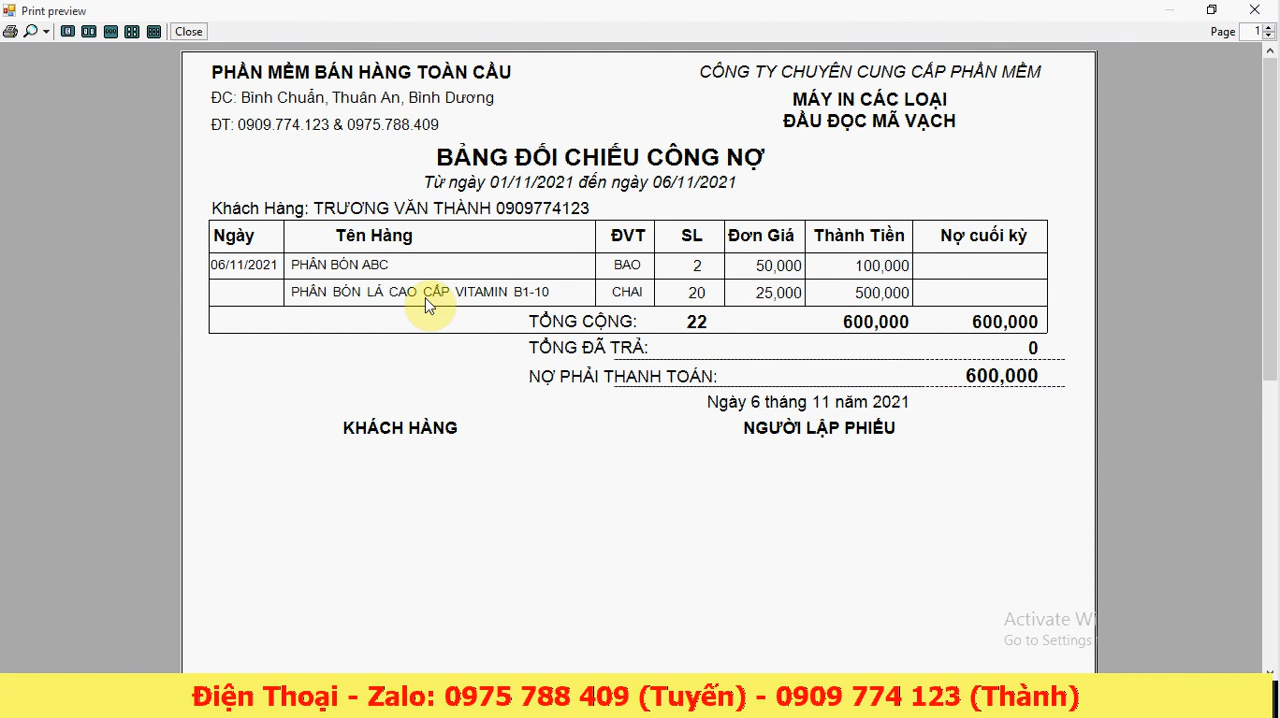 Print preview
Close
Page 1
PHẦN MỀM BÁN HÀNG TOÀN CẦU
CÔNG TY CHUYÊN CUNG CẤP PHẦN MỀM
ĐC: Bình Chuẩn, Thuân An, Bình Dương
MÁY IN CÁC LOẠI
ĐT: 0909.774.123 & 0975.788.409
ĐẦU ĐỌC MÃ VẠCH
BẢNG ĐỐI CHIẾU CÔNG NỢ
Từ ngày 01/11/2021 đến ngày 06/11/2021
Khách Hàng: TRƯƠNG VĂN THÀNH 0909774123
Ngày Tên Hàng ĐVT SL Đơn Giá Thành Tiền Nợ cuối kỳ
06/11/2021 PHÂN BÓN ABC BAO 2 50,000 100,000
PHÂN BÓN LÁ CAO CẤP VITAMIN B1-10 CHAI 20 25,000 500,000
TỔNG CỘNG: 22 600,000 600,000
TỔNG ĐÃ TRẢ: 0
NỢ PHẢI THANH TOÁN: 600,000
Ngày 6 tháng 11 năm 2021
KHÁCH HÀNG NGƯỜI LẬP PHIẾU
Activate Wi
Go to Settings
Điện Thoại - Zalo: 0975 788 409 (Tuyến) - 0909 774 123 (Thành)